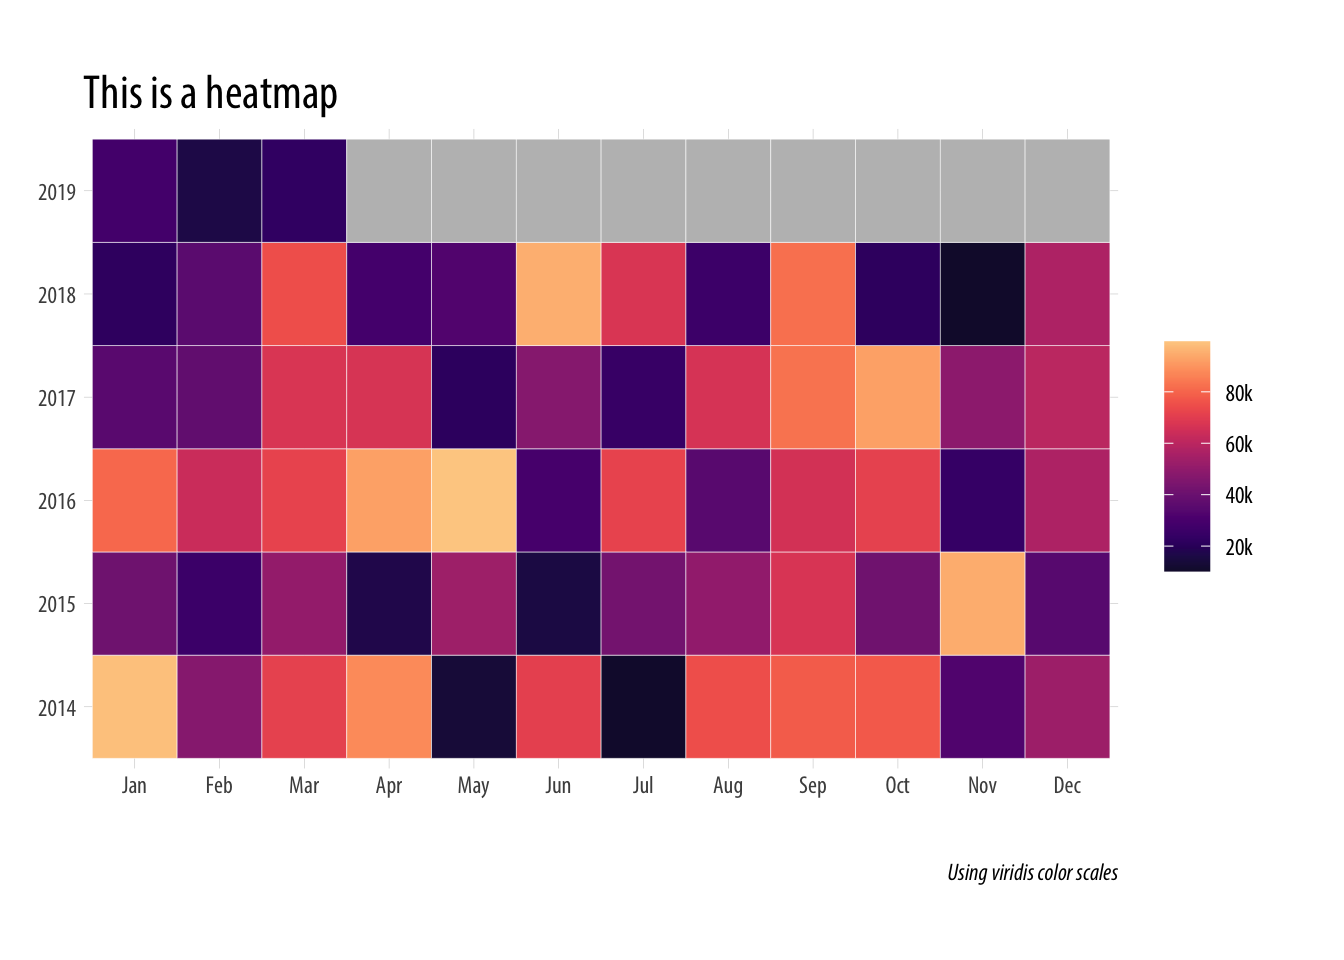 This is a heatmap
2019
2018
2017
2016
2015
2014
Jan Feb Mar Apr May Jun Jul Aug Sep Oct Nov Dec
80k
60k
40k
20k
Using viridis color scales